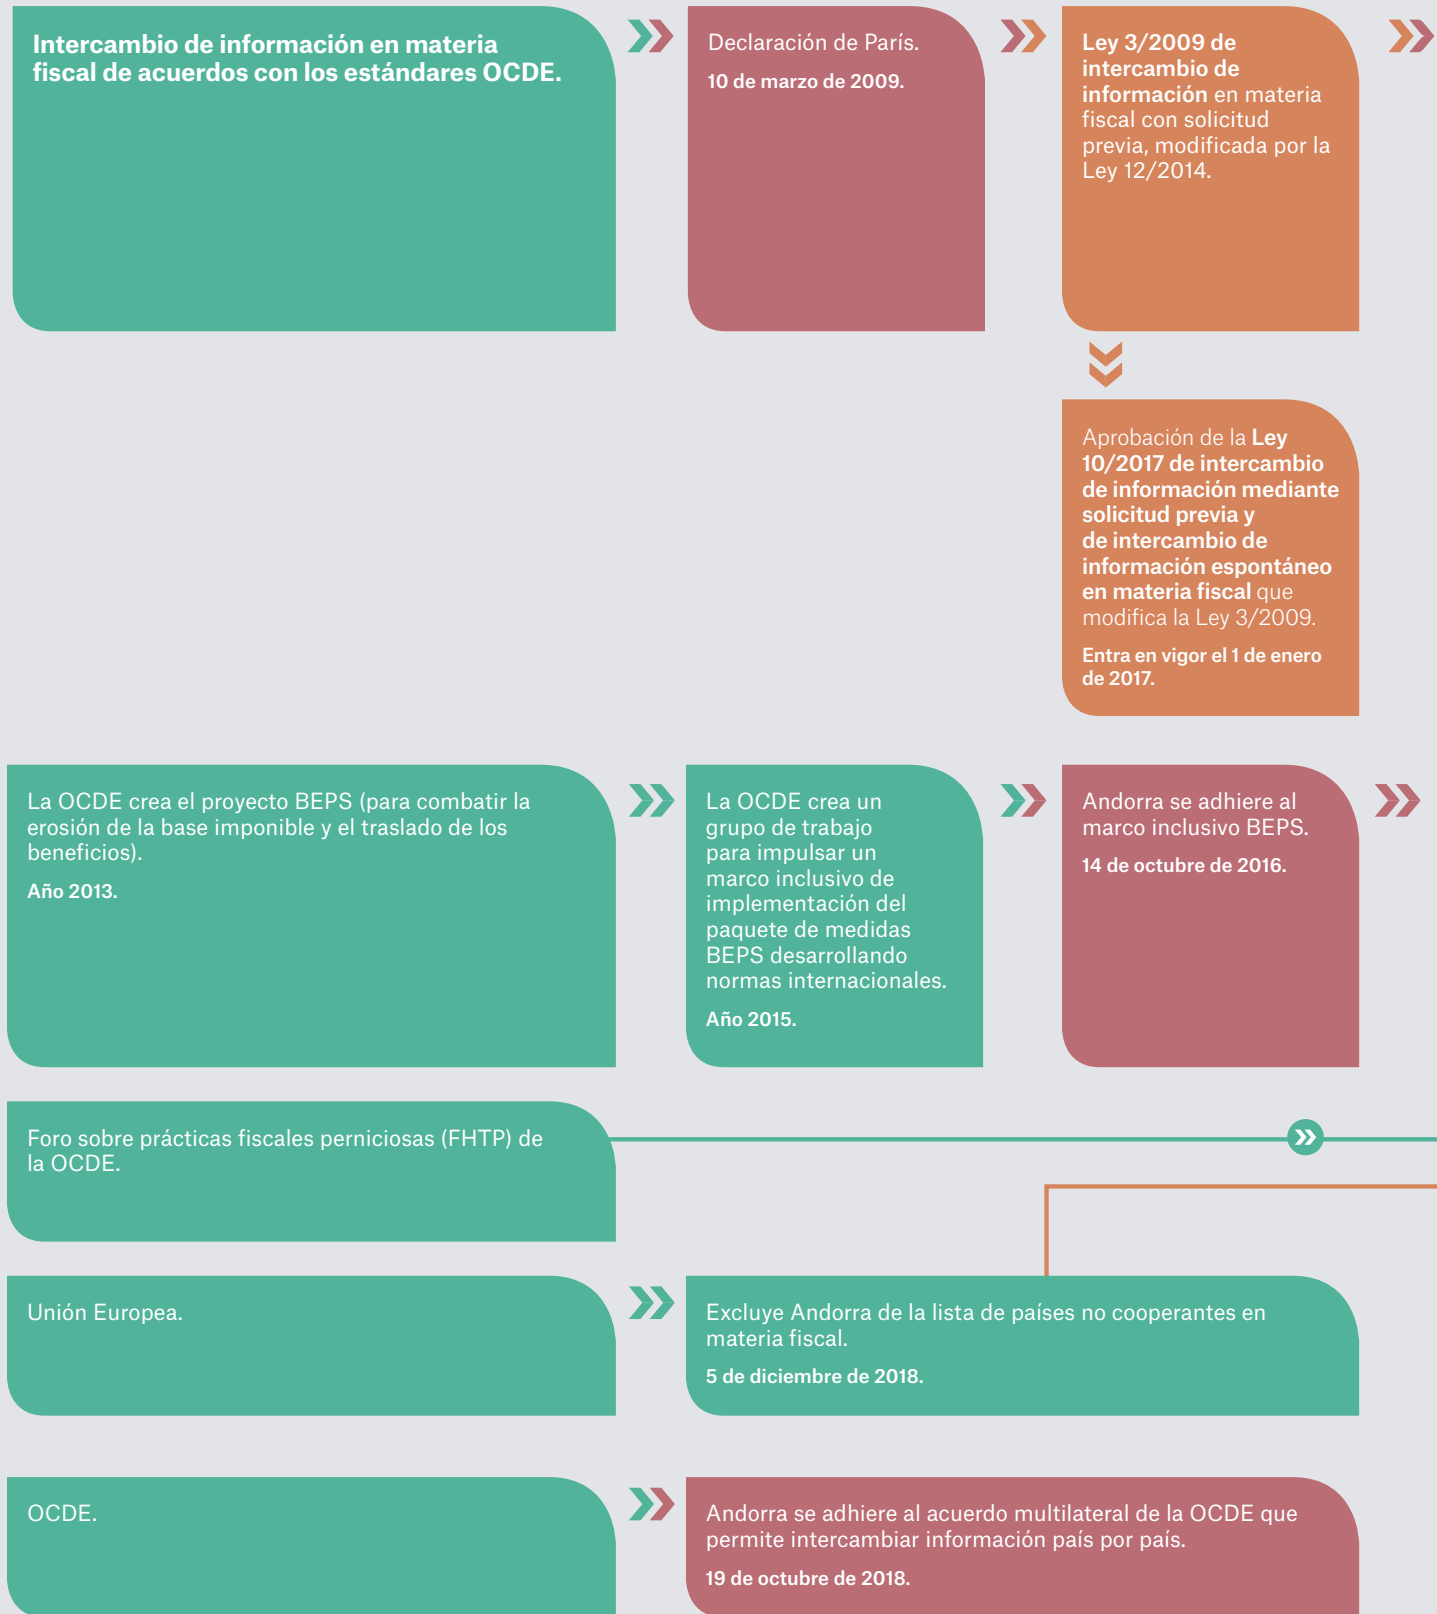 Intercambio de información en materia
fiscal de acuerdos con los estándares OCDE.
Declaración de París.
10 de marzo de 2009.
Ley 3/2009 de
intercambio de
información en materia
fiscal con solicitud
previa, modificada por la
Ley 12/2014.
Aprobación de la Ley
10/2017 de intercambio
de información mediante
solicitud previa y
de intercambio de
información espontáneo
en materia fiscal que
modifica la Ley 3/2009.
Entra en vigor el 1 de enero
de 2017.
La OCDE crea el proyecto BEPS (para combatir la
erosión de la base imponible y el traslado de los
beneficios).
Año 2013.
La OCDE crea un
grupo de trabajo
para impulsar un
marco inclusivo de
implementación del
paquete de medidas
BEPS desarrollando
normas internacionales.
Año 2015.
Andorra se adhiere al
marco inclusivo BEPS.
14 de octubre de 2016.
Foro sobre prácticas fiscales perniciosas (FHTP) de
la OCDE.
Unión Europea.
Excluye Andorra de la lista de países no cooperantes en
materia fiscal.
5 de diciembre de 2018.
OCDE.
Andorra se adhiere al acuerdo multilateral de la OCDE que
permite intercambiar información país por país.
19 de octubre de 2018.